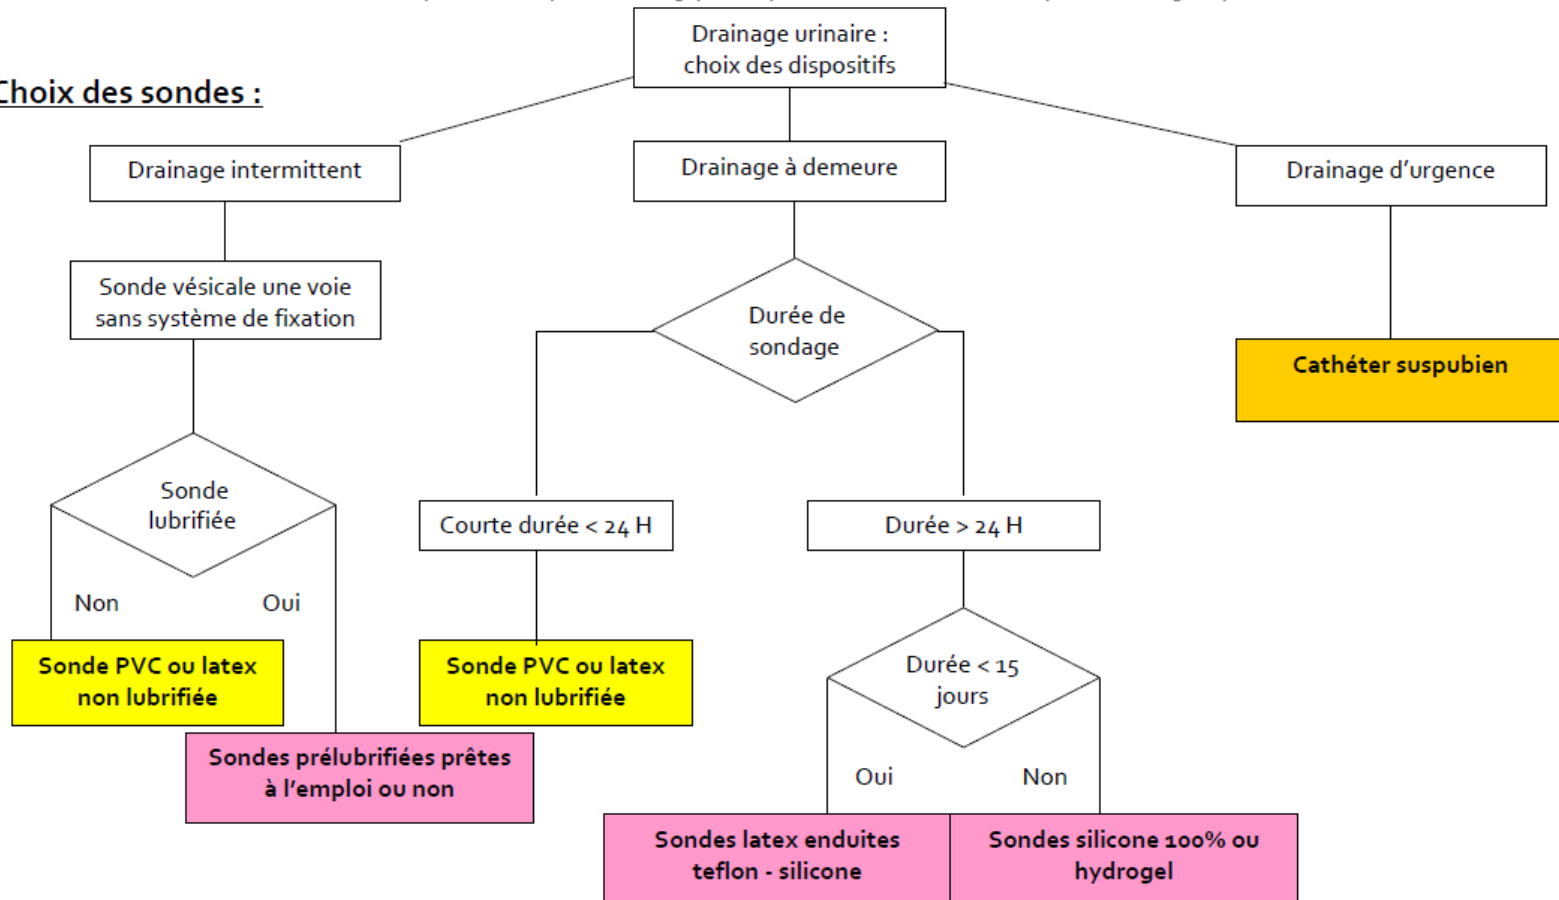 Drainage urinaire :
choix des dispositifs
Choix des sondes :
Drainage intermittent
Drainage à demeure
Drainage d’urgence
Sonde vésicale une voie
sans système de fixation
Durée de
sondage
Cathéter suspubien
Sonde
lubrifiée
Courte durée < 24 H
Durée > 24 H
Non
Oui
Sonde PVC ou latex
non lubrifiée
Sonde PVC ou latex
non lubrifiée
Durée < 15
jours
Sondes prélubrifiées prêtes
à l’emploi ou non
Oui
Non
Sondes latex enduites
teflon - silicone
Sondes silicone 100% ou
hydrogel